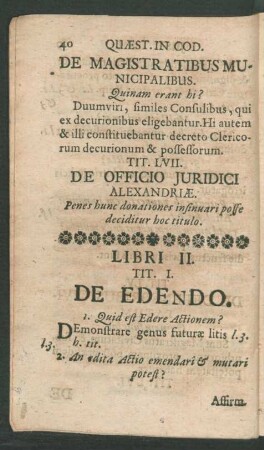 40 QUÆST. IN COD.
DE MAGISTRATIBUS MU-
NICIPALIBUS.
Quinam erant hi?
Duumviri, similes Consulibus, qui
ex decurionibus eligebantur. Hi autem
& illi constituebantur decreto Clerico-
rum decurionum & possessorum.
TIT. LVII.
DE OFFICIO JURIDICI
ALEXANDRIÆ.
Penes hunc donationes insinuari posse
deciditur hoc titulo.
LIBRI II.
TIT. I.
DE EDENDO.
1. Quid est Edere Actionem?
DEmonstrare genus futuræ litis l.3.
l.3. h. tit.
2. An edita Actio emendari & mutari
potest?
Affirm.